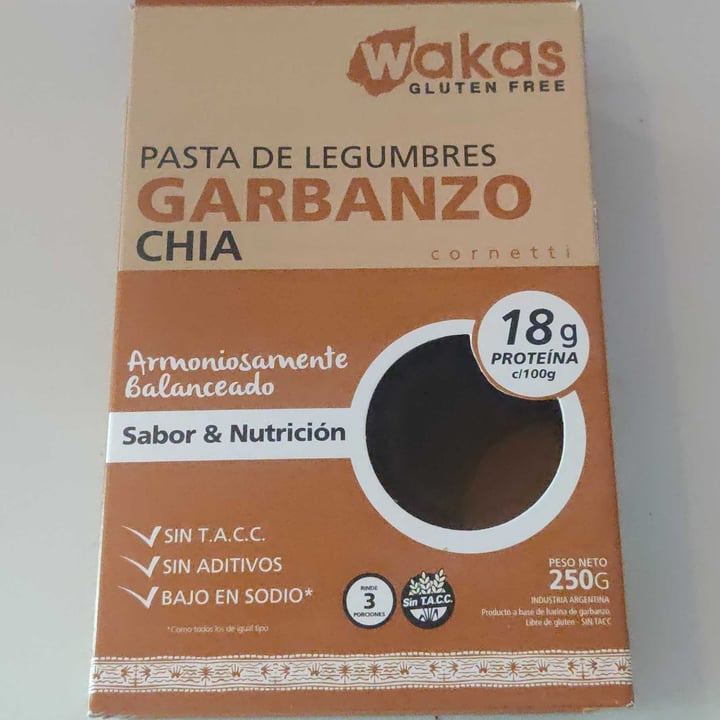 Wakas
GLUTEN FREE
PASTA DE LEGUMBRES
GARBANZO
CHIA
cornetti
18g
PROTEÍNA
c/100g
Armoniosamente
Balanceado
Sabor & Nutrición
SIN T.A.C.C.
SIN ADITIVOS
BAJO EN SODIO*
*Como todos los de igual tipo
RINDE
3
PORCIONES
Sin T.A.C.C.
PESO NETO
250G
INDUSTRIA ARGENTINA
Producto a base de harina de garbanzo.
Libre de gluten - SIN TACC